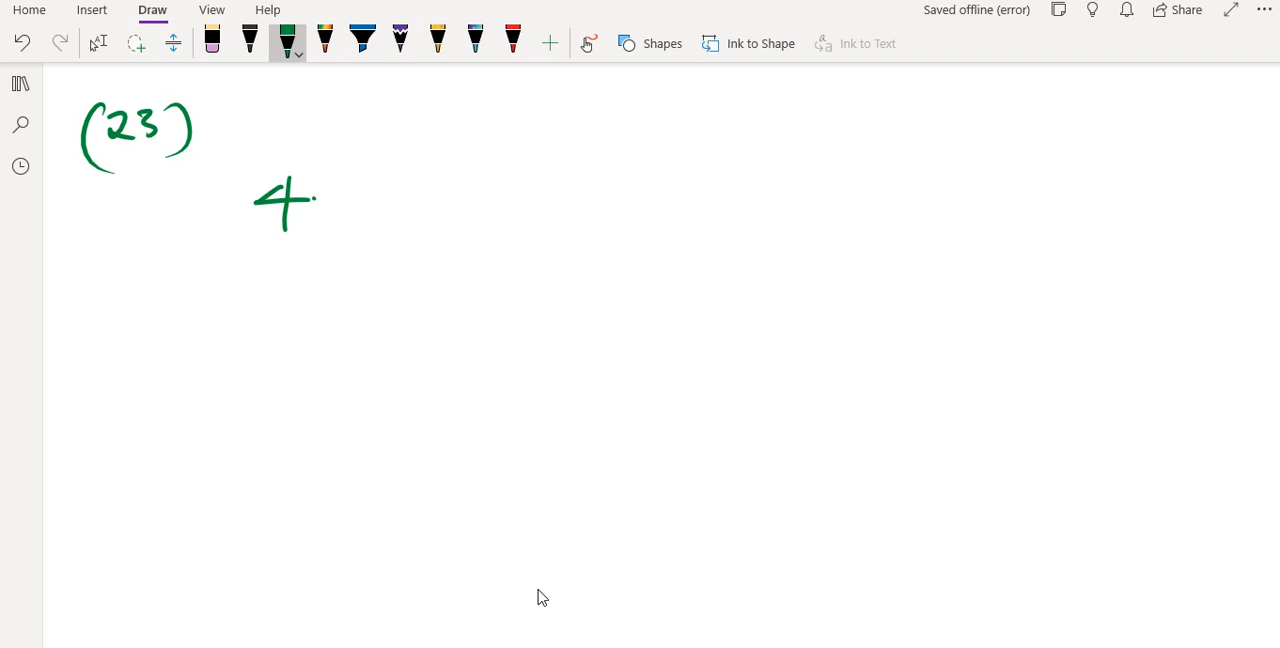 Home Insert Draw View Help Saved offline (error) Share
Shapes Ink to Shape Ink to Text
(23)
4.